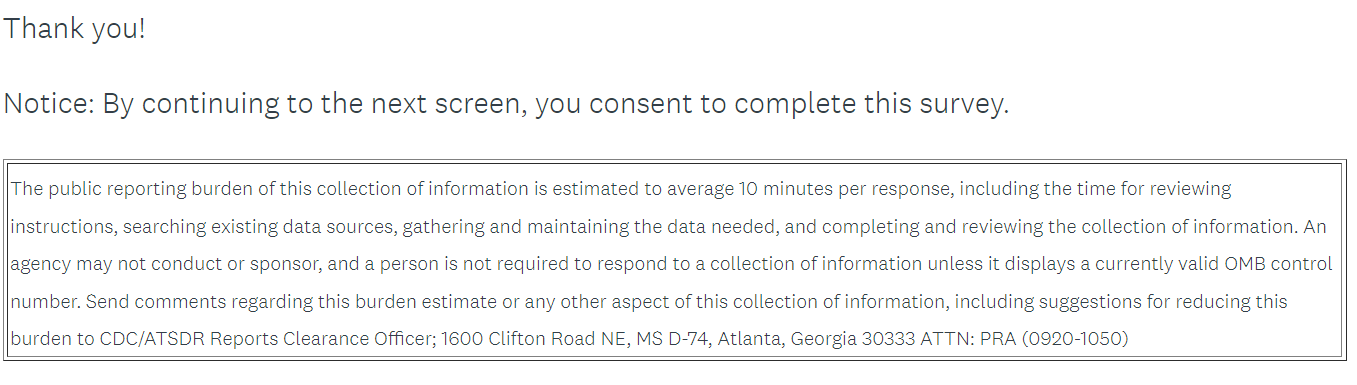 Thank you!
Notice: By continuing to the next screen, you consent to complete this survey.
The public reporting burden of this collection of information is estimated to average 10 minutes per response, including the time for reviewing
instructions, searching existing data sources, gathering and maintaining the data needed, and completing and reviewing the collection of information. An
agency may not conduct or sponsor, and a person is not required to respond to a collection of information unless it displays a currently valid OMB control
number. Send comments regarding this burden estimate or any other aspect of this collection of information, including suggestions for reducing this
burden to CDC/ATSDR Reports Clearance Officer; 1600 Clifton Road NE, MS D-74, Atlanta, Georgia 30333 ATTN: PRA (0920-1050)